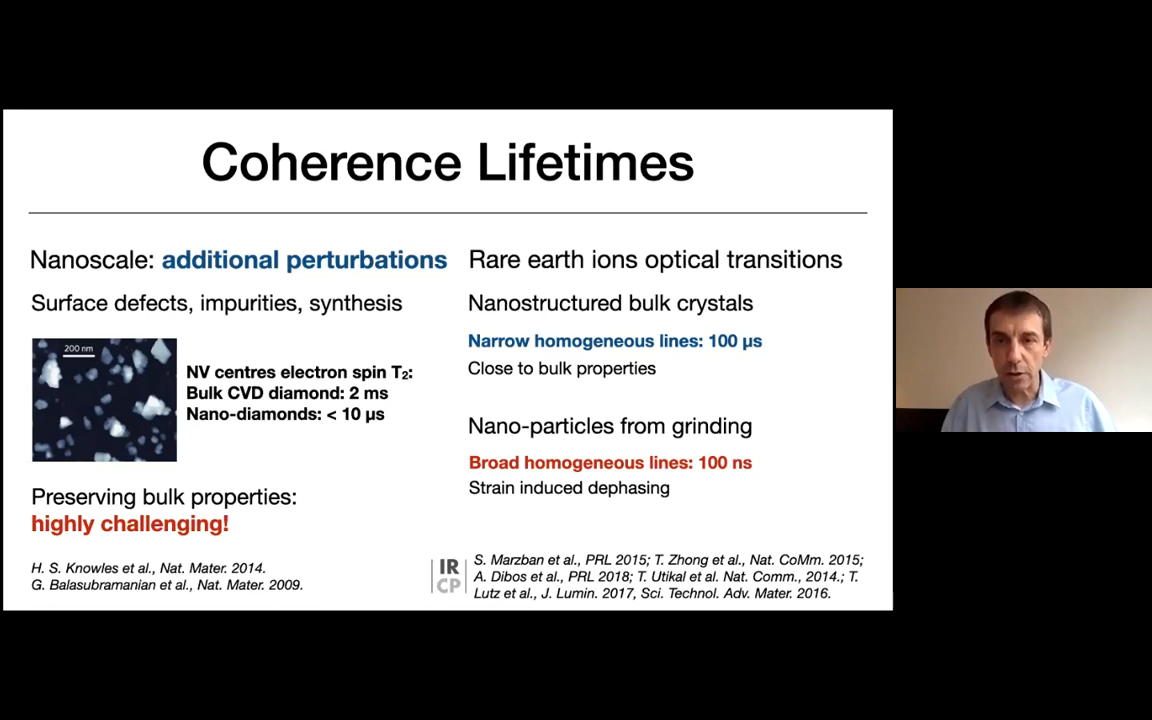 Coherence Lifetimes
Nanoscale: additional perturbations
Surface defects, impurities, synthesis
200 nm
NV centres electron spin T₂:
Bulk CVD diamond: 2 ms
Nano-diamonds: < 10 μs
Preserving bulk properties:
highly challenging!
H. S. Knowles et al., Nat. Mater. 2014.
G. Balasubramanian et al., Nat. Mater. 2009.
Rare earth ions optical transitions
Nanostructured bulk crystals
Narrow homogeneous lines: 100 μs
Close to bulk properties
Nano-particles from grinding
Broad homogeneous lines: 100 ns
Strain induced dephasing
IR
CP
S. Marzban et al., PRL 2015; T. Zhong et al., Nat. CoMm. 2015;
A. Dibos et al., PRL 2018; T. Utikal et al. Nat. Comm., 2014.; T.
Lutz et al., J. Lumin. 2017, Sci. Technol. Adv. Mater. 2016.